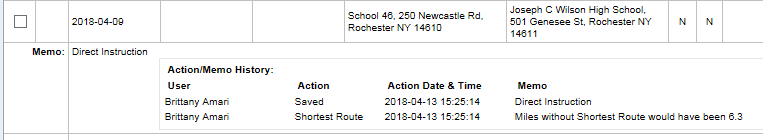 2018-04-09
School 46, 250 Newcastle Rd,
Rochester NY 14610
Joseph C Wilson High School,
501 Genesee St, Rochester NY
14611
N N
Memo: Direct Instruction
Action/Memo History:
User Action Action Date & Time Memo
Brittany Amari Saved 2018-04-13 15:25:14 Direct Instruction
Brittany Amari Shortest Route 2018-04-13 15:25:14 Miles without Shortest Route would have been 6.3